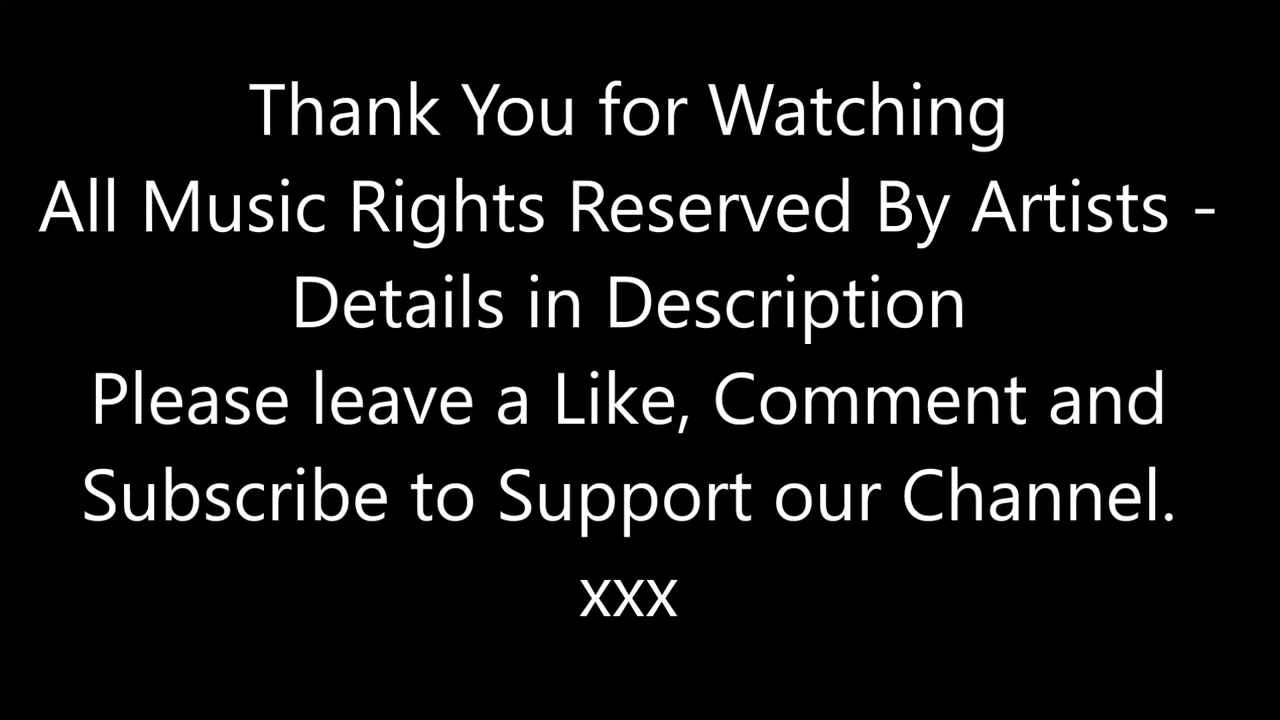 Thank You for Watching
All Music Rights Reserved By Artists -
Details in Description
Please leave a Like, Comment and
Subscribe to Support our Channel.
xxx